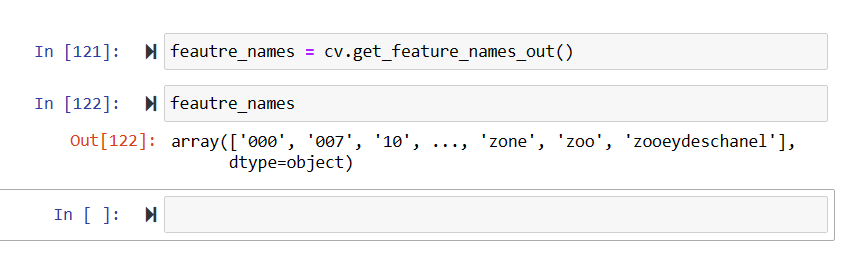 In [121]: feautre_names = cv.get_feature_names_out()
In [122]: feautre_names
Out[122]: array(['000', '007', '10', ..., 'zone', 'zoo', 'zooeydeschanel'],
dtype=object)
In [ ]: